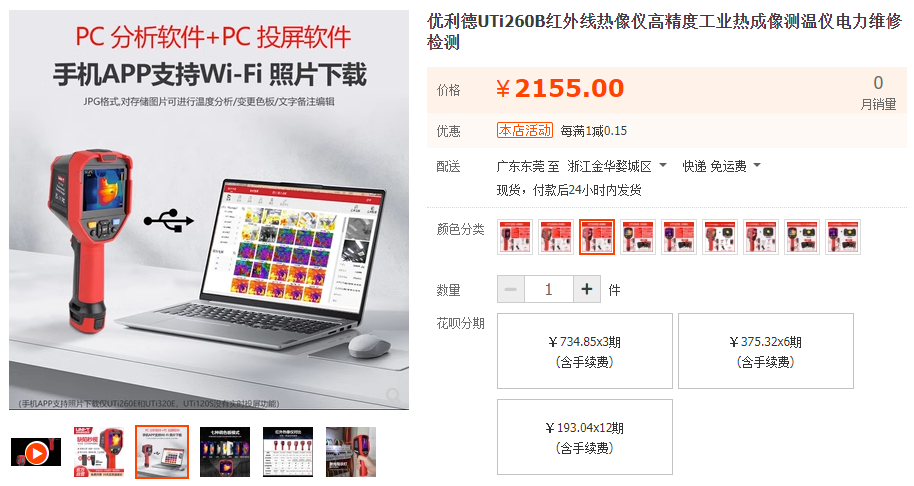 PC 分析软件+PC 投屏软件
手机APP支持Wi-Fi 照片下载
JPG格式,对存储图片可进行温度分析/变更色板/文字备注编辑
(手机APP支持照片下载仅UTi260E和UTi320E、UTi120S没有实时投屏功能)
七种调色板模式
优利德UTi260B红外线热像仪高精度工业热成像测温仪电力维修
检测
价格
¥2155.00
0
月销量
优惠
本店活动 每满1减0.15
配送
广东东莞 至 浙江金华婺城区 快递 免运费
现货，付款后24小时内发货
颜色分类
数量
1
件
花呗分期
¥734.85x3期
(含手续费)
¥375.32x6期
(含手续费)
¥193.04x12期
(含手续费)